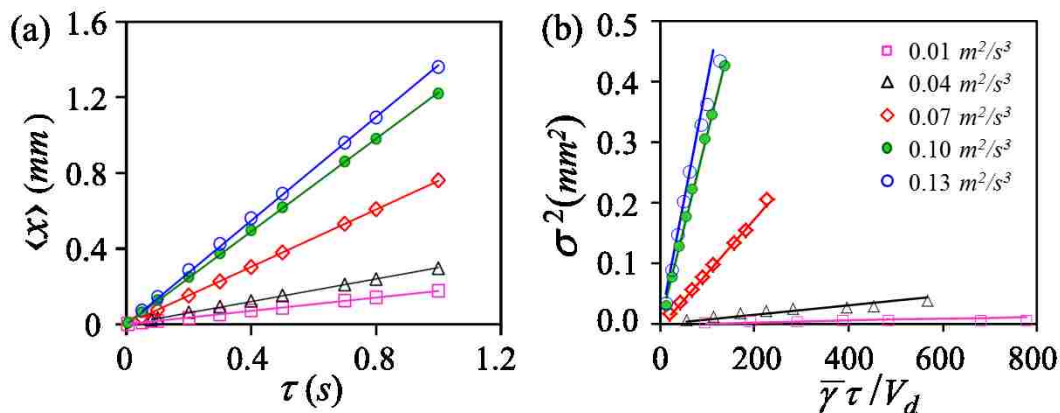 (a)
1.6
1.2
0.8
0.4
0
⟨x⟩ (mm)
0.0 0.4 0.8 1.2
τ (s)
(b)
0.5
0.4
0.3
0.2
0.1
0.0
σ² (mm²)
0.01 m²/s³
0.04 m²/s³
0.07 m²/s³
0.10 m²/s³
0.13 m²/s³
0 200 400 600 800
γ̅ τ / V_d